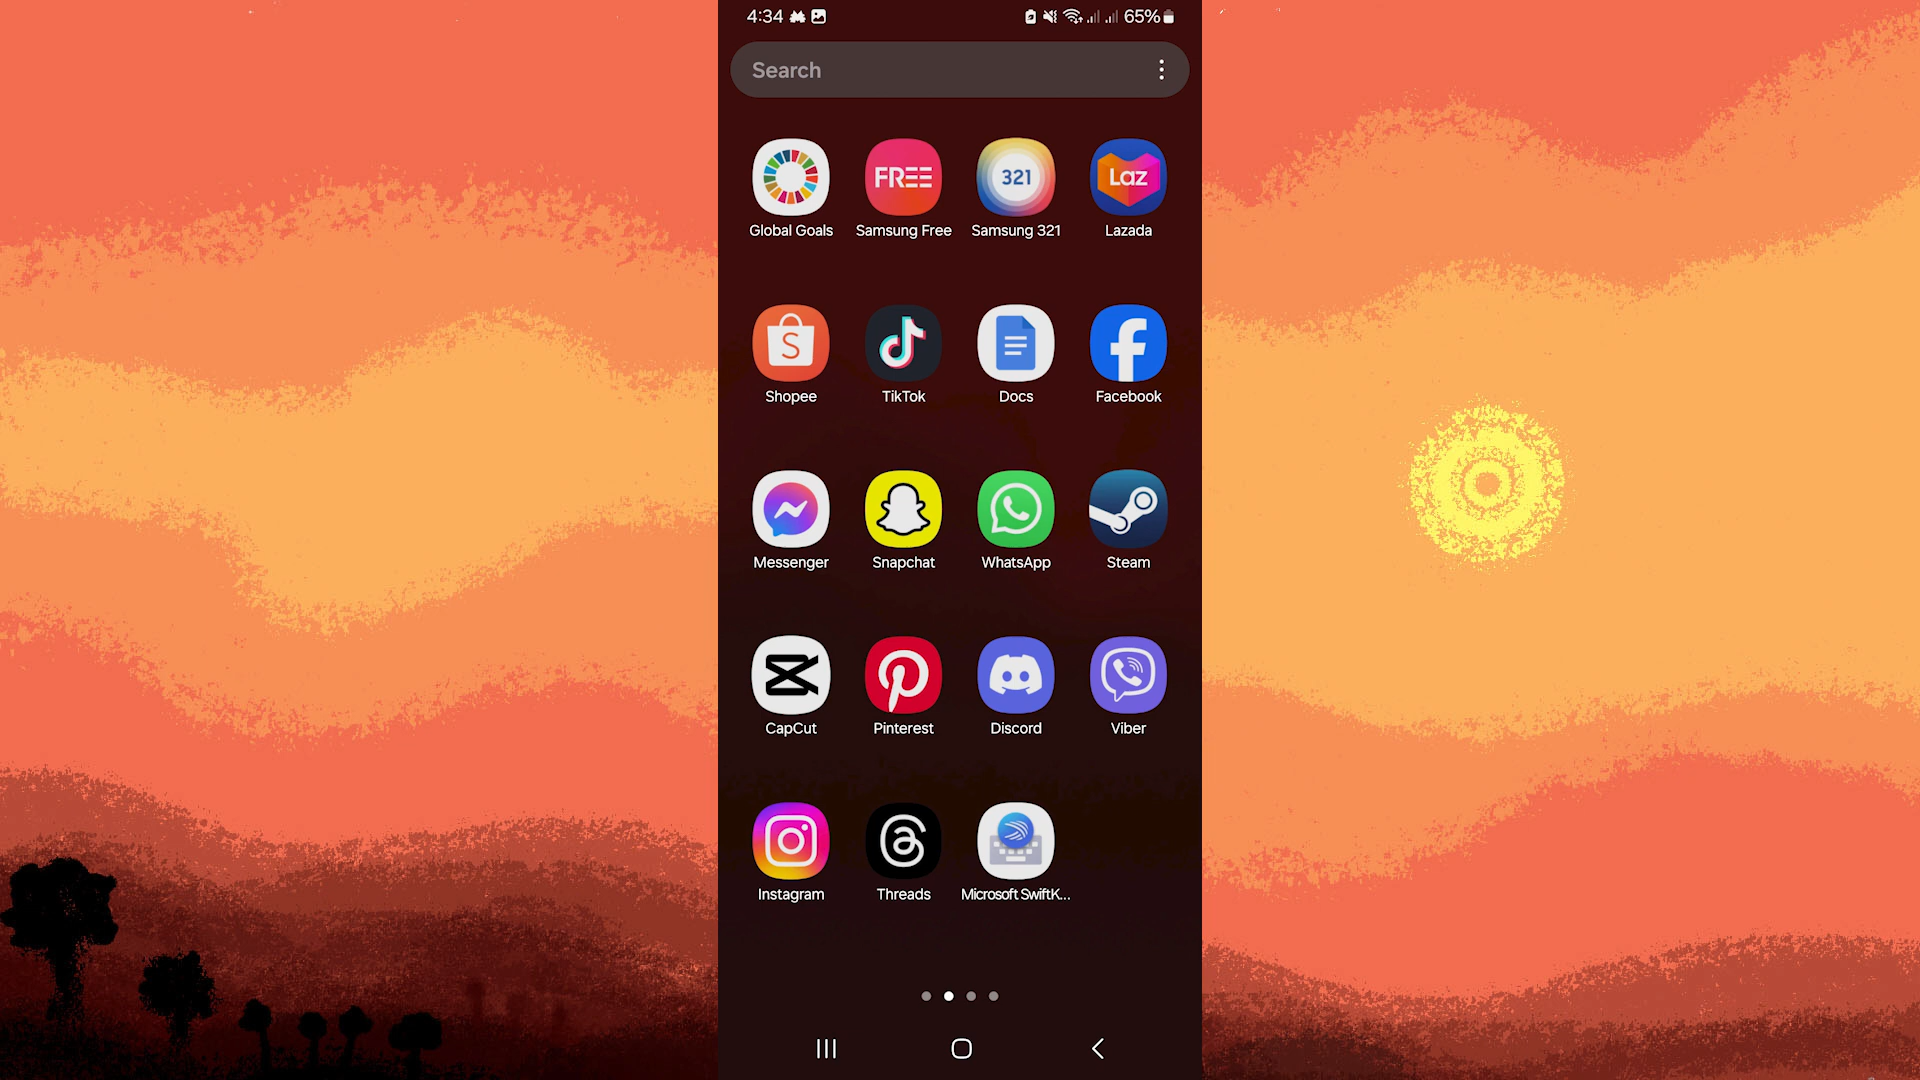 4:34 65%
Search
FREE 321 Laz
Global Goals Samsung Free Samsung 321 Lazada
Shopee TikTok Docs Facebook
Messenger Snapchat WhatsApp Steam
CapCut Pinterest Discord Viber
Instagram Threads Microsoft SwiftK...